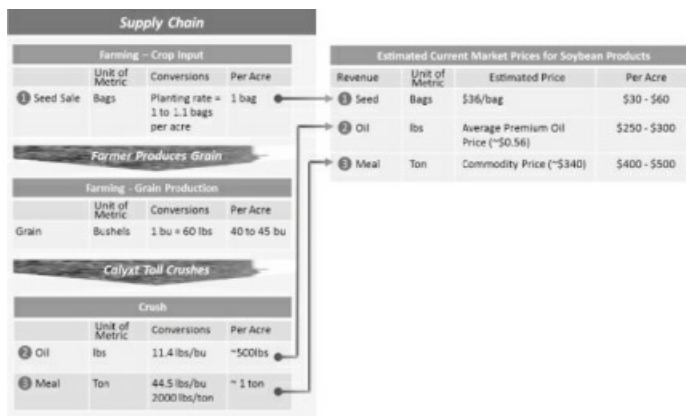 Supply Chain
Farming – Crop Input
Unit of Metric Conversions Per Acre
1 Seed Sale Bags Planting rate = 1 to 1.1 bags per acre 1 bag
Farmer Produces Grain
Farming - Grain Production
Unit of Metric Conversions Per Acre
Grain Bushels 1 bu = 60 lbs 40 to 45 bu
Calyxt Toll Crushes
Crush
Unit of Metric Conversions Per Acre
2 Oil lbs 11.4 lbs/bu ~500lbs
3 Meal Ton 44.5 lbs/bu 2000 lbs/ton ~ 1 ton
Estimated Current Market Prices for Soybean Products
Revenue Unit of Metric Estimated Price Per Acre
1 Seed Bags $36/bag $30 - $60
2 Oil lbs Average Premium Oil Price (~$0.56) $250 - $300
3 Meal Ton Commodity Price (~$340) $400 - $500